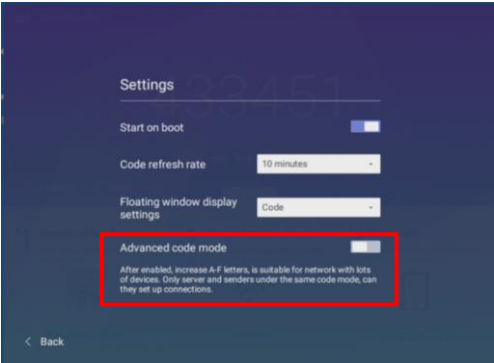 Settings
433451
Start on boot
Code refresh rate
10 minutes
Floating window display
settings
Code
Advanced code mode
After enabled, increase A-F letters, is suitable for network with lots
of devices. Only server and senders under the same code mode, can
they set up connections.
Back